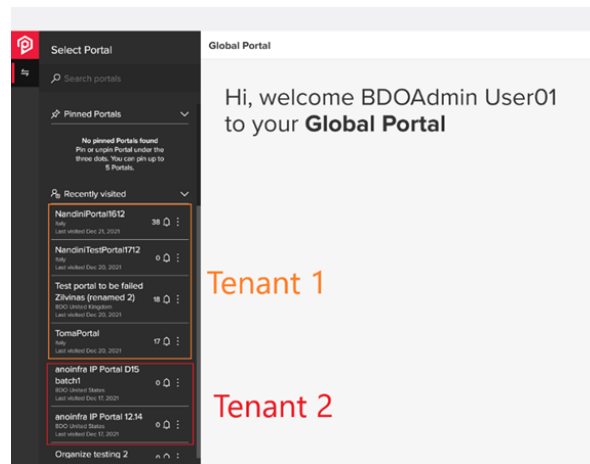 Select Portal
Global Portal
Search portals
Hi, welcome BDOAdmin User01
to your Global Portal
Pinned Portals
No pinned Portals found
Pin or unpin Portal under the
three dots. You can pin up to
5 Portals.
Recently visited
NandiniPortal1612
Italy
Last visited Dec 21, 2021
38
NandiniTestPortal1712
Italy
Last visited Dec 20, 2021
0
Test portal to be failed
Zilvinas (renamed 2)
BDO United Kingdom
Last visited Dec 20, 2021
18
TomaPortal
Italy
Last visited Dec 20, 2021
17
Tenant 1
anoinfra IP Portal D15
batch1
BDO United States
Last visited Dec 17, 2021
0
anoinfra IP Portal 12.14
BDO United States
Last visited Dec 17, 2021
0
Tenant 2
Organize testing 2